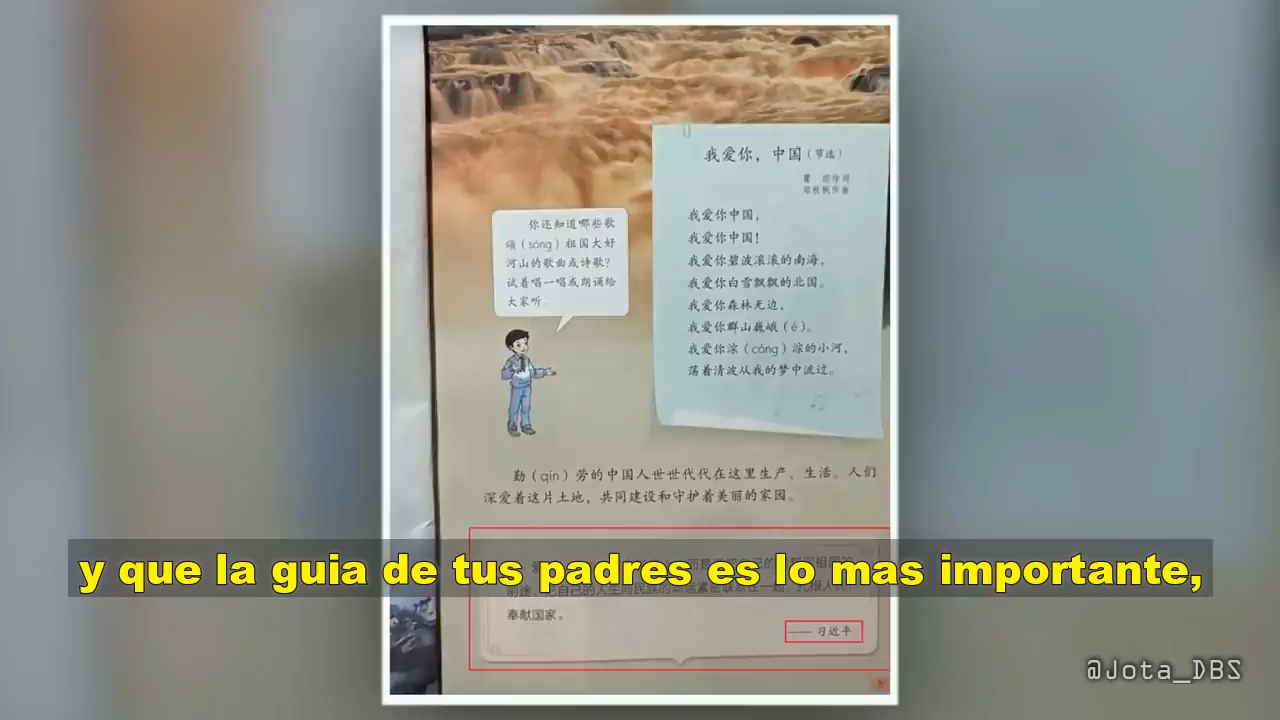 我爱你，中国（节选）
瞿 琮作词
郑秋枫作曲
你还知道哪些歌
颂（sòng）祖国大好
河山的歌曲或诗歌？
试着唱一唱或朗诵给
大家听。
我爱你中国，
我爱你中国！
我爱你碧波滚滚的南海，
我爱你白雪飘飘的北国。
我爱你森林无边，
我爱你群山巍峨（é）。
我爱你淙（cóng）淙的小河，
荡着清波从我的梦中流过。
勤（qín）劳的中国人世世代代在这里生产、生活。人们
深爱着这片土地，共同建设和守护着美丽的家园。
y que la guia de tus padres es lo mas importante,
奉献国家。
—— 习近平
5
@Jota_DBS